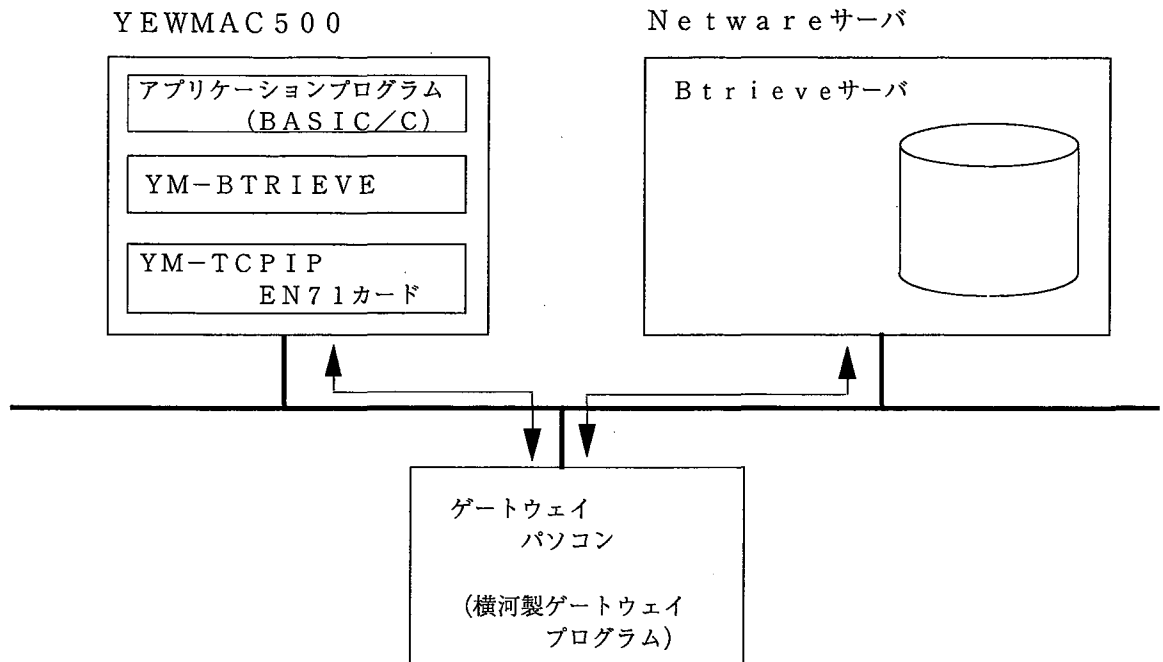 YEWMAC500
アプリケーションプログラム
(BASIC/C)
YM-BTRIEVE
YM-TCPIP
EN71カード
Netwareサーバ
Btrieveサーバ
ゲートウェイ
パソコン
(横河製ゲートウェイ
プログラム)